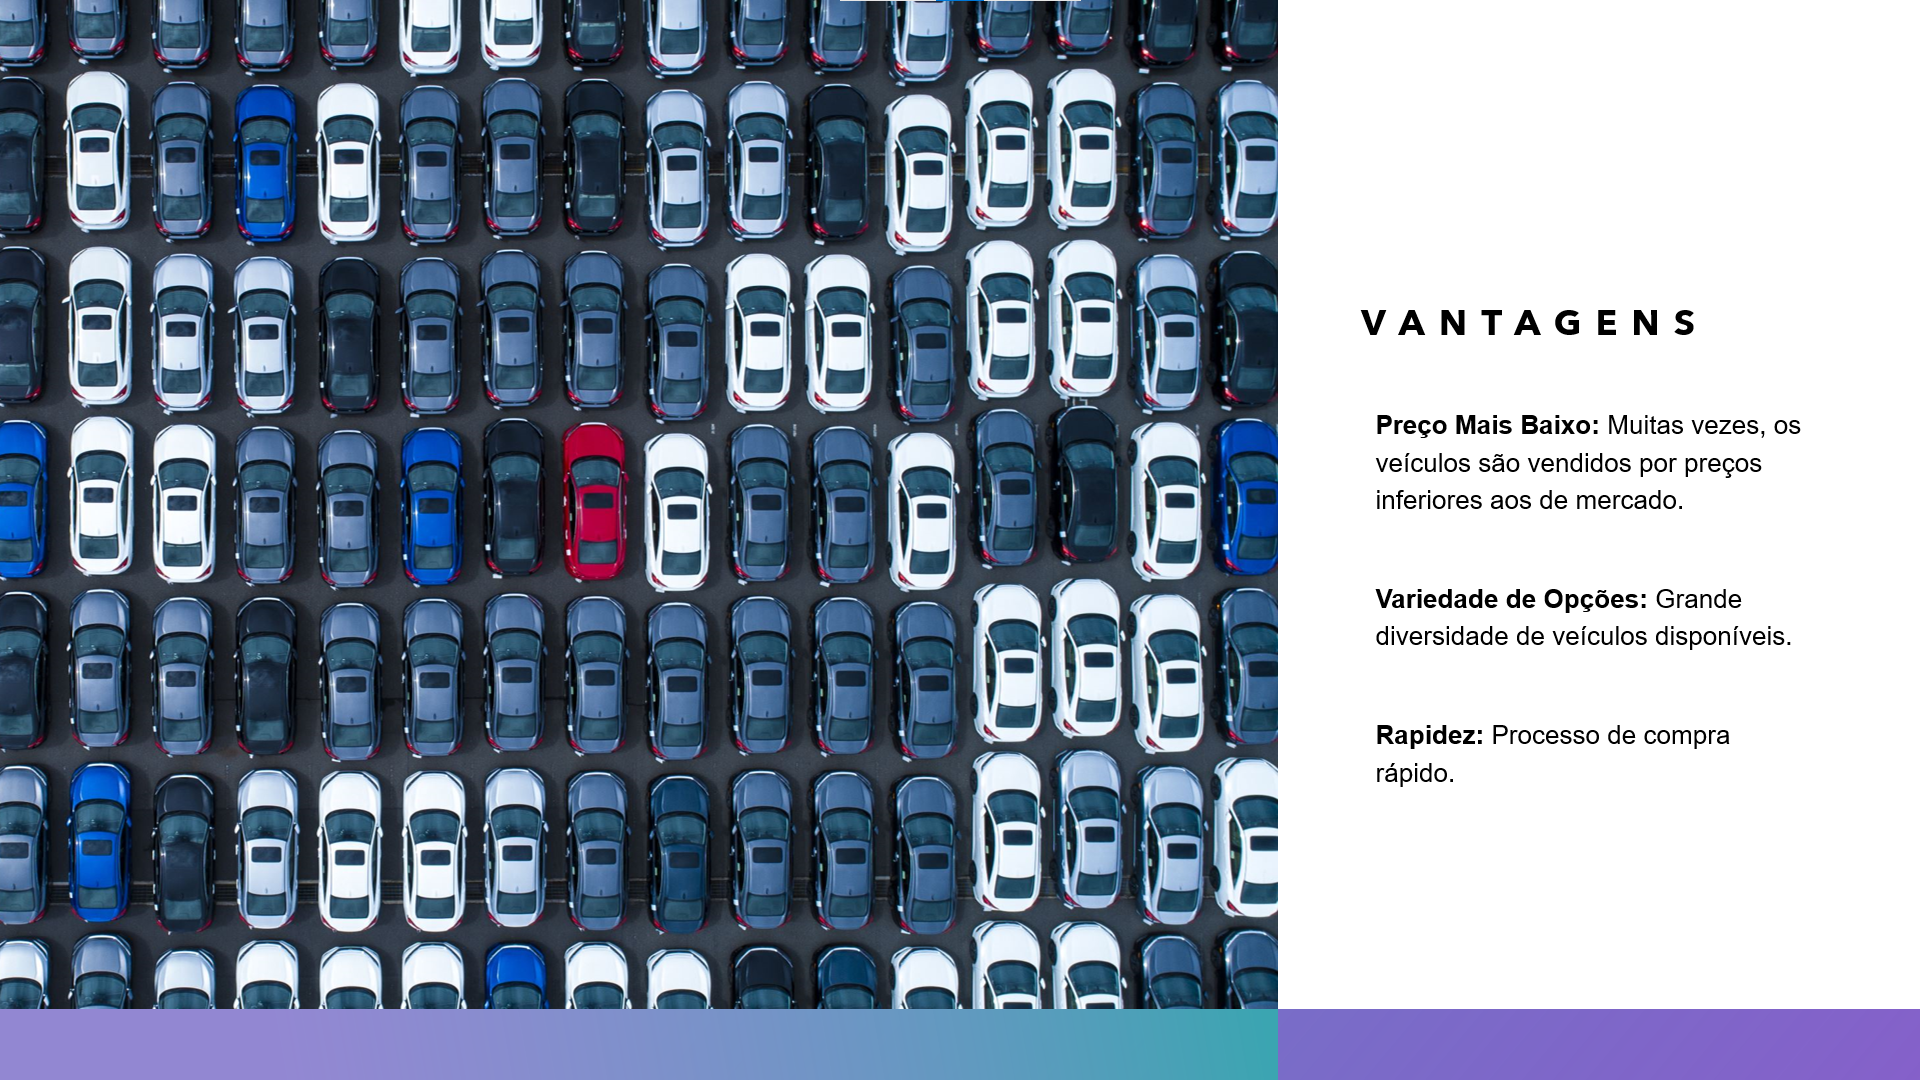 VANTAGENS
Preço Mais Baixo: Muitas vezes, os
veículos são vendidos por preços
inferiores aos de mercado.
Variedade de Opções: Grande
diversidade de veículos disponíveis.
Rapidez: Processo de compra
rápido.